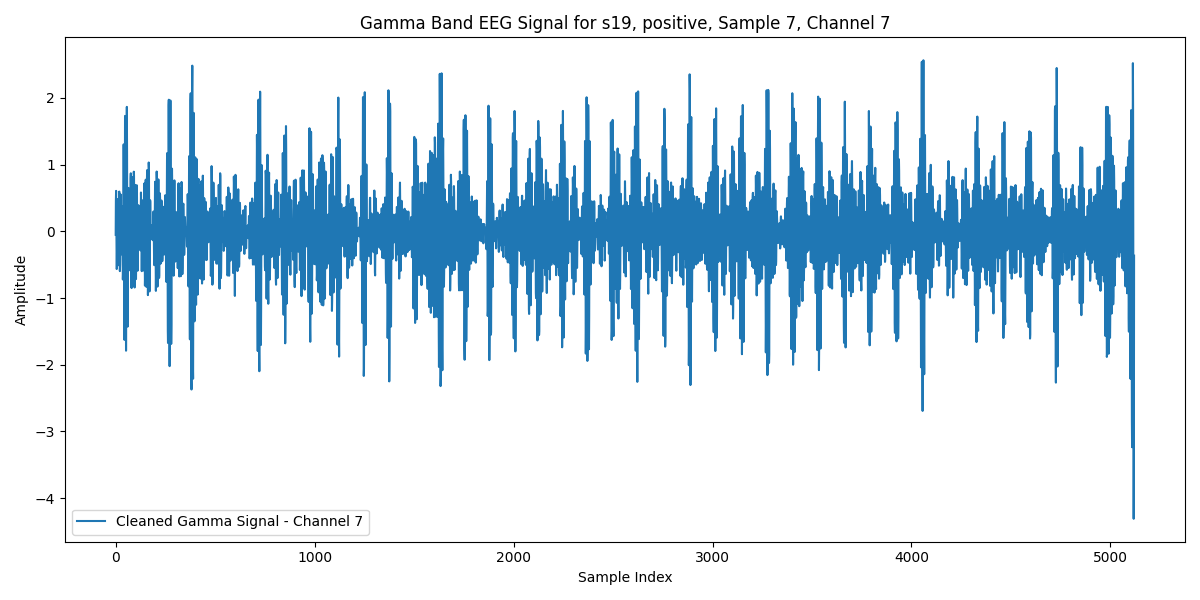 Gamma Band EEG Signal for s19, positive, Sample 7, Channel 7
2
1
0
−1
−2
−3
−4
Amplitude
Cleaned Gamma Signal - Channel 7
0 1000 2000 3000 4000 5000
Sample Index